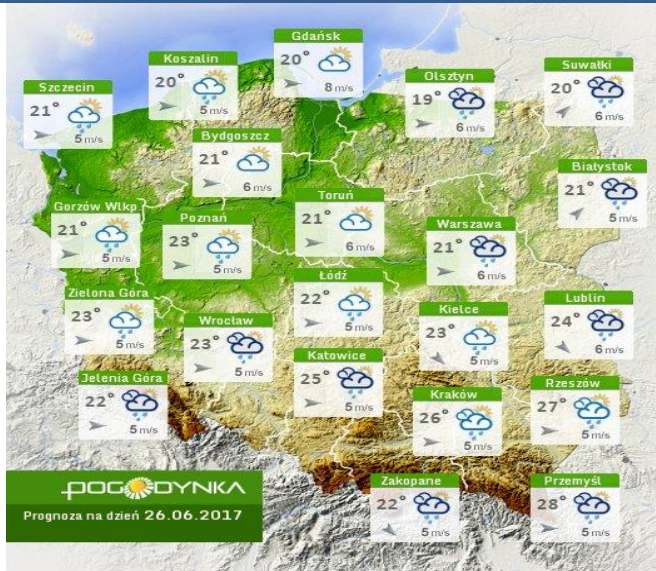 Gdańsk
20°
8 m/s
Koszalin
20°
5 m/s
Szczecin
21°
5 m/s
Olsztyn
19°
6 m/s
Suwałki
20°
6 m/s
Bydgoszcz
21°
6 m/s
Białystok
21°
5 m/s
Gorzów Wlkp
21°
5 m/s
Poznań
23°
5 m/s
Toruń
21°
6 m/s
Warszawa
21°
6 m/s
Zielona Góra
23°
5 m/s
Wrocław
23°
5 m/s
Łódź
22°
5 m/s
Kielce
23°
5 m/s
Lublin
24°
6 m/s
Jelenia Góra
22°
5 m/s
Katowice
25°
5 m/s
Kraków
26°
5 m/s
Rzeszów
27°
5 m/s
Zakopane
22°
5 m/s
Przemyśl
28°
5 m/s
POGODYNKA
Prognoza na dzień 26.06.2017